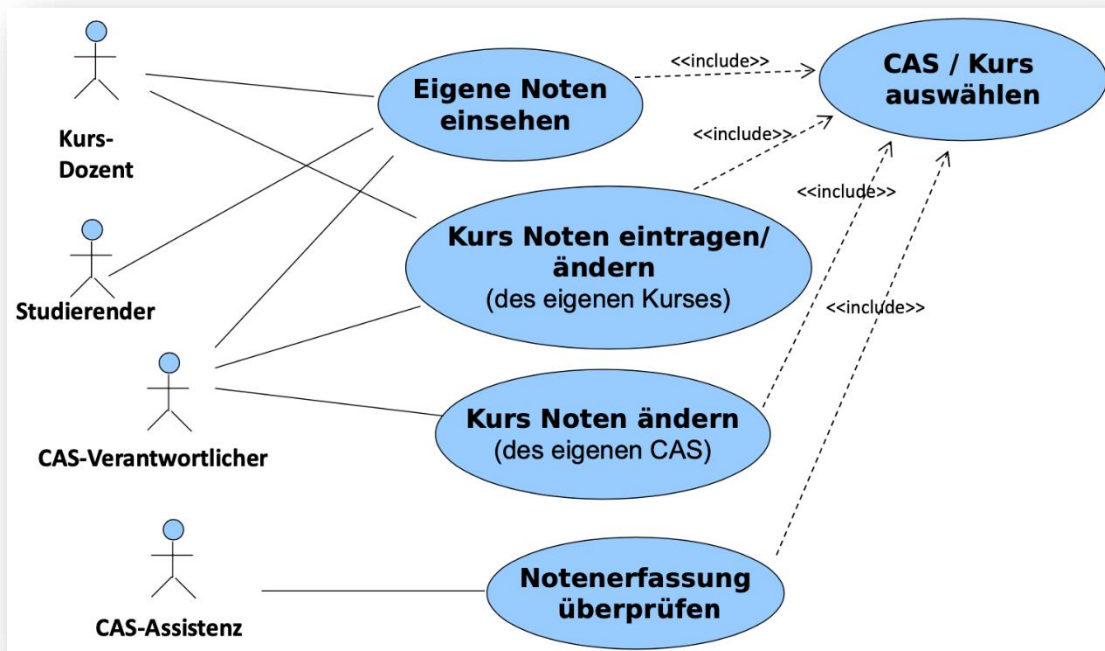 Kurs-
Dozent
Studierender
CAS-Verantwortlicher
CAS-Assistenz
Eigene Noten
einsehen
Kurs Noten eintragen/
ändern
(des eigenen Kurses)
Kurs Noten ändern
(des eigenen CAS)
Notenerfassung
überprüfen
<<include>>
<<include>>
<<include>>
<<include>>
CAS / Kurs
auswählen